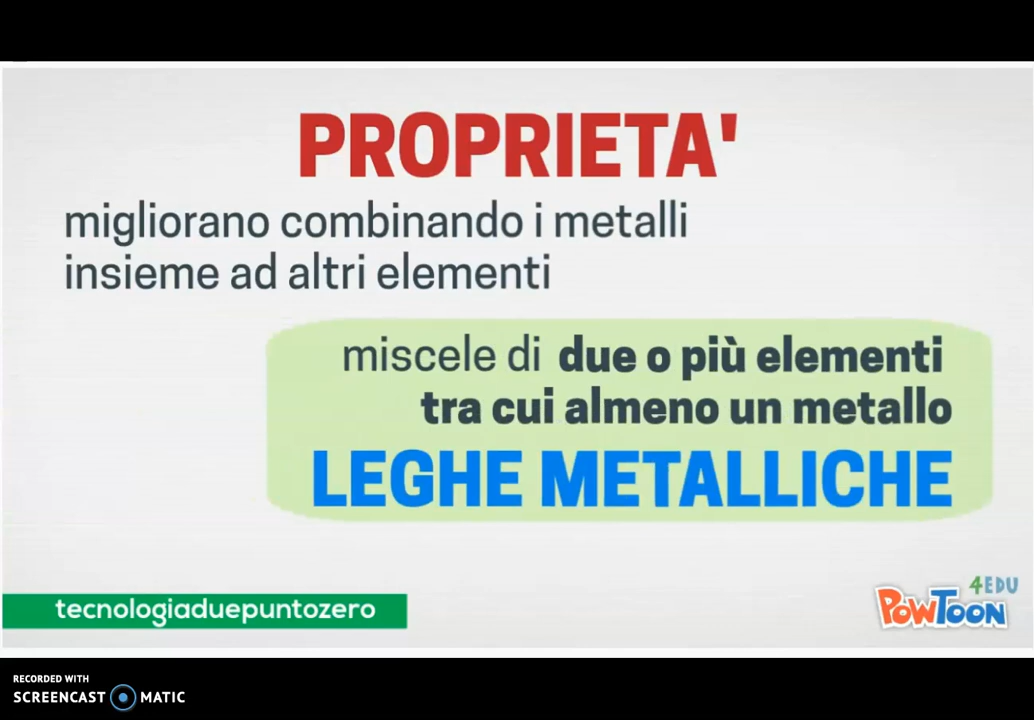 PROPRIETA'
migliorano combinando i metalli
insieme ad altri elementi
miscele di due o più elementi
tra cui almeno un metallo
LEGHE METALLICHE
tecnologiaduepuntozero
4EDU
POWTOON
RECORDED WITH
SCREENCAST MATIC